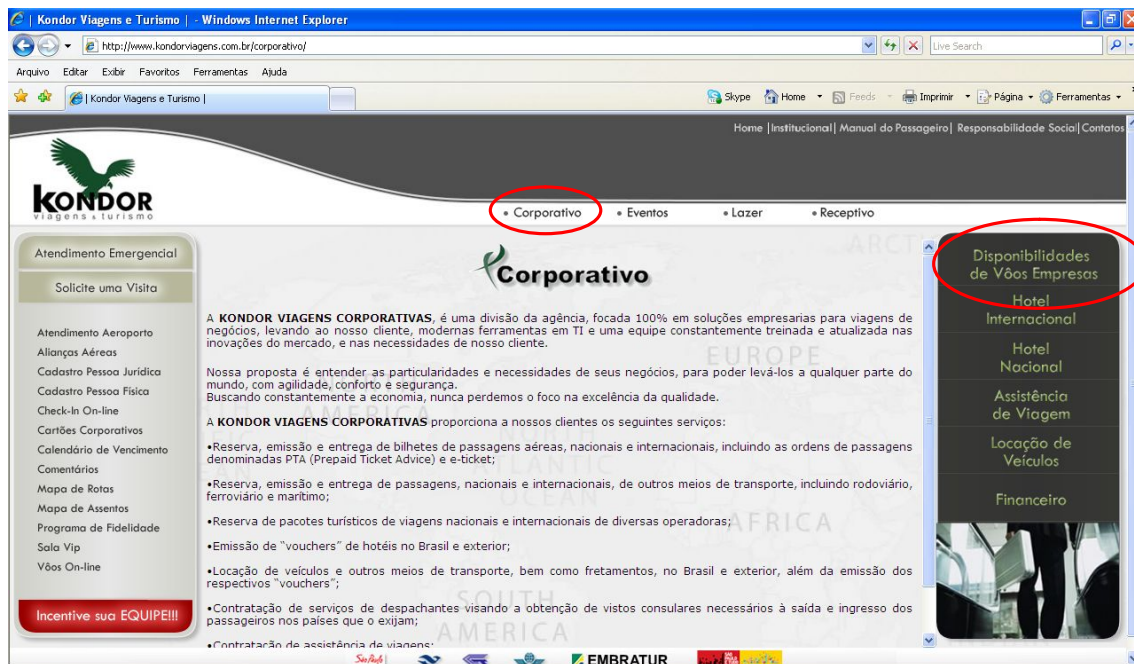 | Kondor Viagens e Turismo | - Windows Internet Explorer
http://www.kondorviagens.com.br/corporativo/
Live Search
Arquivo Editar Exibir Favoritos Ferramentas Ajuda
| Kondor Viagens e Turismo |
Skype Home Feeds Imprimir Página Ferramentas
Home |Institucional| Manual do Passageiro| Responsabilidade Social|Contatos
KONDOR
viagens & turismo
• Corporativo • Eventos • Lazer • Receptivo
Atendimento Emergencial
Solicite uma Visita
Atendimento Aeroporto
Alianças Aéreas
Cadastro Pessoa Jurídica
Cadastro Pessoa Física
Check-In On-line
Cartões Corporativos
Calendário de Vencimento
Comentários
Mapa de Rotas
Mapa de Assentos
Programa de Fidelidade
Sala Vip
Vôos On-line
Incentive sua EQUIPE!!!
Corporativo
A KONDOR VIAGENS CORPORATIVAS, é uma divisão da agência, focada 100% em soluções empresarias para viagens de
negócios, levando ao nosso cliente, modernas ferramentas em TI e uma equipe constantemente treinada e atualizada nas
inovações do mercado, e nas necessidades de nosso cliente.
Nossa proposta é entender as particularidades e necessidades de seus negócios, para poder levá-los a qualquer parte do
mundo, com agilidade, conforto e segurança.
Buscando constantemente a economia, nunca perdemos o foco na excelência da qualidade.
A KONDOR VIAGENS CORPORATIVAS proporciona a nossos clientes os seguintes serviços:
•Reserva, emissão e entrega de bilhetes de passagens aéreas, nacionais e internacionais, incluindo as ordens de passagens
denominadas PTA (Prepaid Ticket Advice) e e-ticket;
•Reserva, emissão e entrega de passagens, nacionais e internacionais, de outros meios de transporte, incluindo rodoviário,
ferroviário e marítimo;
•Reserva de pacotes turísticos de viagens nacionais e internacionais de diversas operadoras;
•Emissão de "vouchers" de hotéis no Brasil e exterior;
•Locação de veículos e outros meios de transporte, bem como fretamentos, no Brasil e exterior, além da emissão dos
respectivos "vouchers";
•Contratação de serviços de despachantes visando a obtenção de vistos consulares necessários à saída e ingresso dos
passageiros nos países que o exijam;
•Contratação de assistência de viagens;
ARCT
EUROPE
AMERICA
NORTH
ATLANTIC
OCEAN
AFRICA
SOUTH
AMERICA
Disponibilidades
de Vôos Empresas
Hotel
Internacional
Hotel
Nacional
Assistência
de Viagem
Locação de
Veículos
Financeiro
São Paulo
EMBRATUR